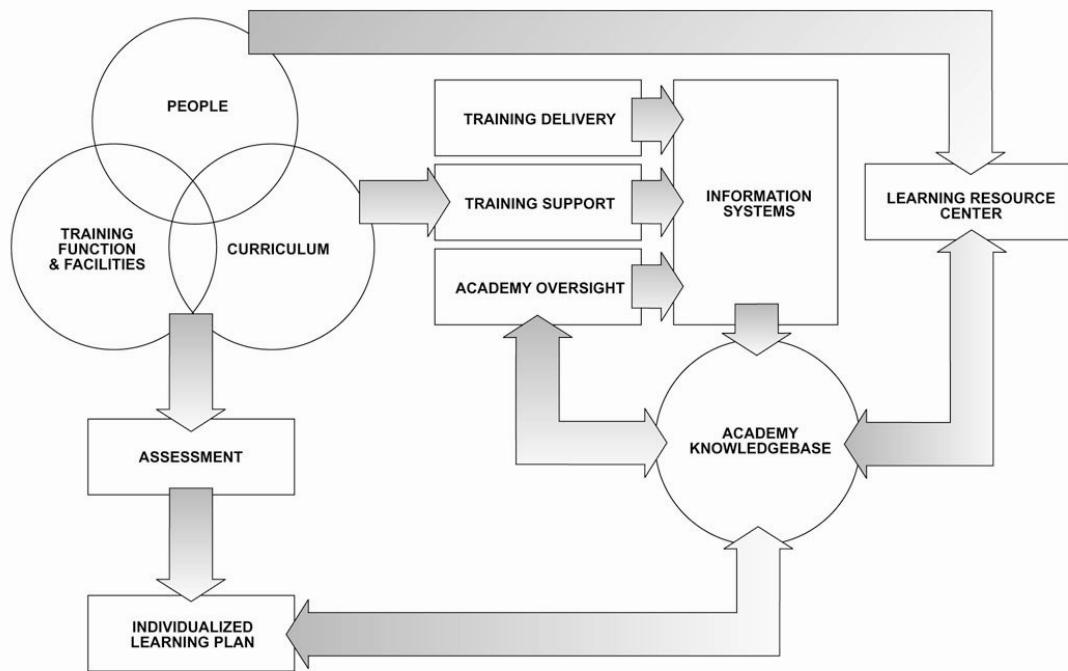 PEOPLE
TRAINING
FUNCTION
& FACILITIES
CURRICULUM
TRAINING DELIVERY
TRAINING SUPPORT
ACADEMY OVERSIGHT
INFORMATION
SYSTEMS
LEARNING RESOURCE
CENTER
ASSESSMENT
ACADEMY
KNOWLEDGEBASE
INDIVIDUALIZED
LEARNING PLAN